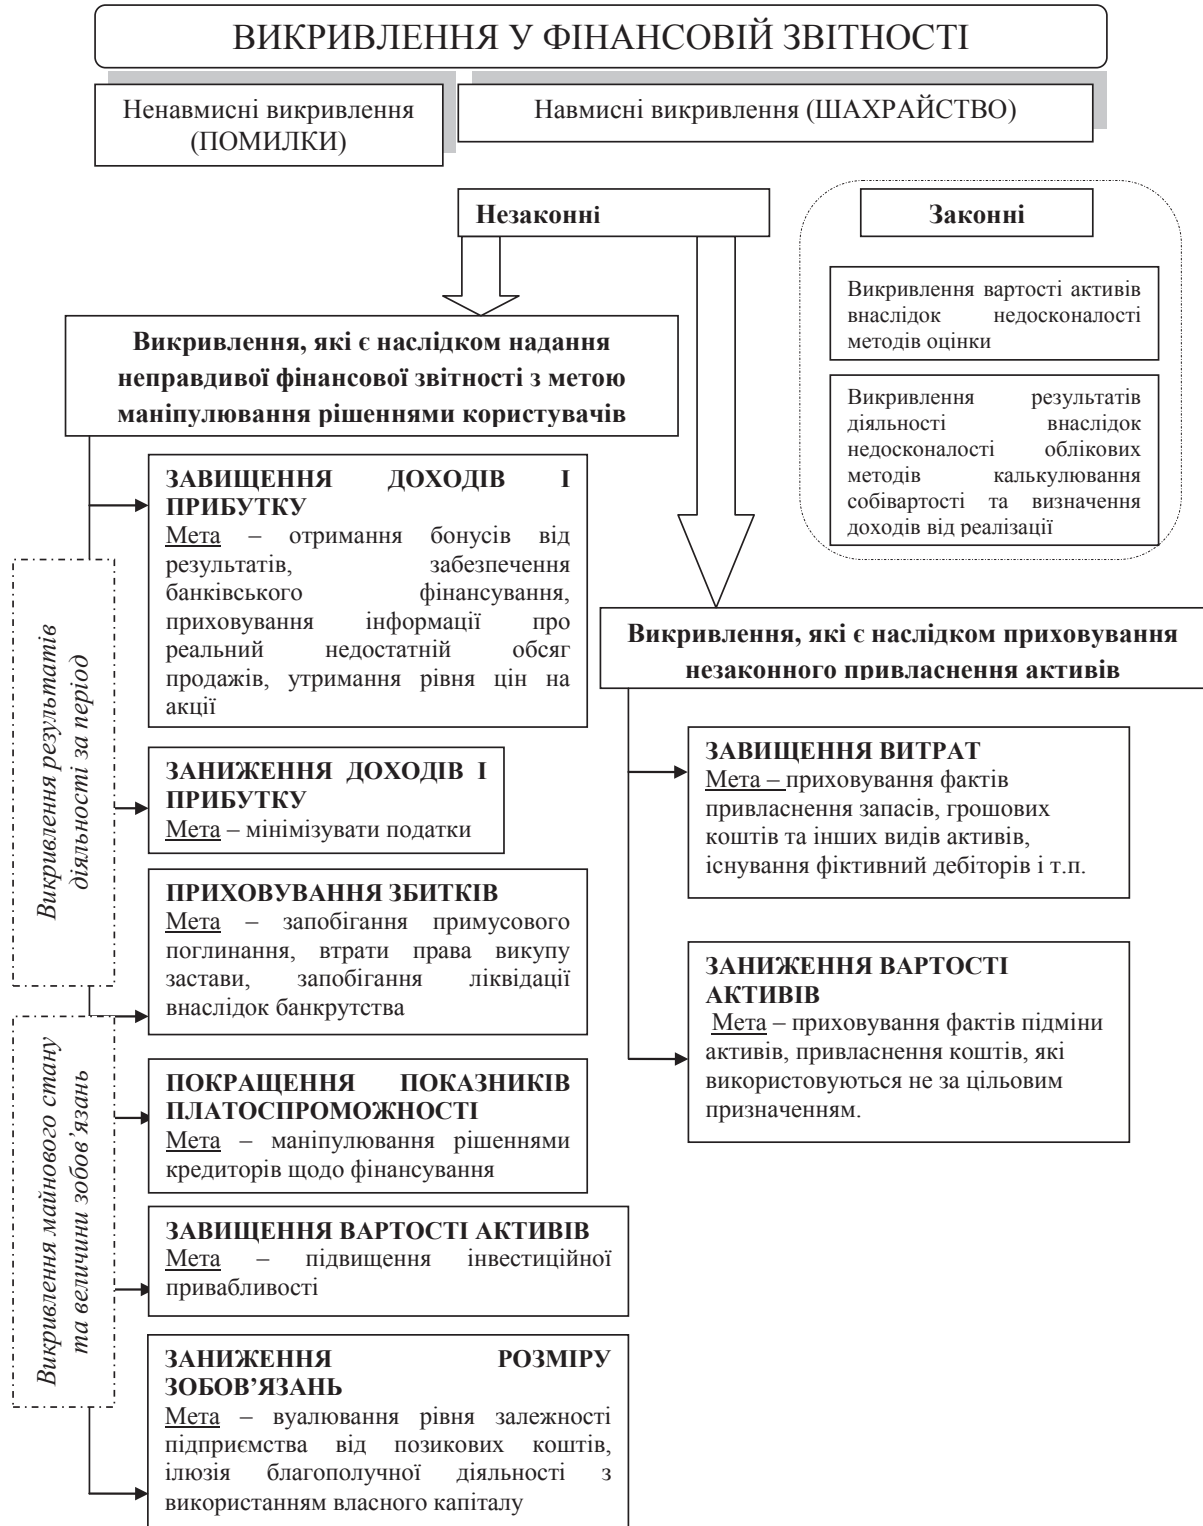 ВИКРИВЛЕННЯ У ФІНАНСОВІЙ ЗВІТНОСТІ
Ненавмисні викривлення
(ПОМИЛКИ)
Навмисні викривлення (ШАХРАЙСТВО)
Незаконні
Законні
Викривлення вартості активів
внаслідок недосконалості
методів оцінки
Викривлення результатів
діяльності внаслідок
недосконалості облікових
методів калькулювання
собівартості та визначення
доходів від реалізації
Викривлення, які є наслідком надання
неправдивої фінансової звітності з метою
маніпулювання рішеннями користувачів
Викривлення результатів
діяльності за період
ЗАВИЩЕННЯ ДОХОДІВ І
ПРИБУТКУ
Мета – отримання бонусів від
результатів, забезпечення
банківського фінансування,
приховування інформації про
реальний недостатній обсяг
продажів, утримання рівня цін на
акції
ЗАНИЖЕННЯ ДОХОДІВ І
ПРИБУТКУ
Мета – мінімізувати податки
ПРИХОВУВАННЯ ЗБИТКІВ
Мета – запобігання примусового
поглинання, втрати права викупу
застави, запобігання ліквідації
внаслідок банкрутства
Викривлення майнового стану
та величини зобов’язань
ПОКРАЩЕННЯ ПОКАЗНИКІВ
ПЛАТОСПРОМОЖНОСТІ
Мета – маніпулювання рішеннями
кредиторів щодо фінансування
ЗАВИЩЕННЯ ВАРТОСТІ АКТИВІВ
Мета – підвищення інвестиційної
привабливості
ЗАНИЖЕННЯ РОЗМІРУ
ЗОБОВ’ЯЗАНЬ
Мета – вуалювання рівня залежності
підприємства від позикових коштів,
ілюзія благополучної діяльності з
використанням власного капіталу
Викривлення, які є наслідком приховування
незаконного привласнення активів
ЗАВИЩЕННЯ ВИТРАТ
Мета – приховування фактів
привласнення запасів, грошових
коштів та інших видів активів,
існування фіктивний дебіторів і т.п.
ЗАНИЖЕННЯ ВАРТОСТІ
АКТИВІВ
Мета – приховування фактів підміни
активів, привласнення коштів, які
використовуються не за цільовим
призначенням.